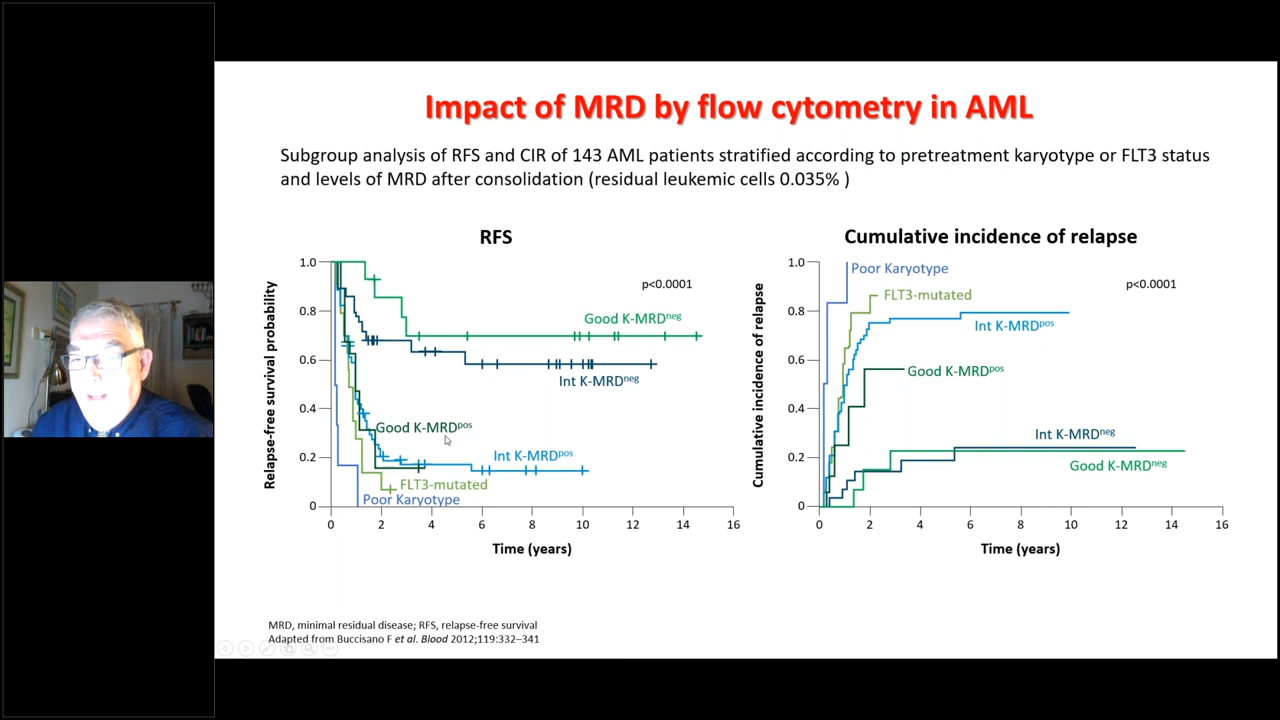 Impact of MRD by flow cytometry in AML
Subgroup analysis of RFS and CIR of 143 AML patients stratified according to pretreatment karyotype or FLT3 status
and levels of MRD after consolidation (residual leukemic cells 0.035% )
RFS
Relapse-free survival probability
1.0
0.8
0.6
0.4
0.2
0
p<0.0001
Good K-MRDneg
Int K-MRDneg
Good K-MRDpos
Int K-MRDpos
FLT3-mutated
Poor Karyotype
0 2 4 6 8 10 12 14 16
Time (years)
Cumulative incidence of relapse
Cumulative incidence of relapse
1.0
0.8
0.6
0.4
0.2
0
Poor Karyotype
p<0.0001
FLT3-mutated
Int K-MRDpos
Good K-MRDpos
Int K-MRDneg
Good K-MRDneg
0 2 4 6 8 10 12 14 16
Time (years)
MRD, minimal residual disease; RFS, relapse-free survival
Adapted from Buccisano F et al. Blood 2012;119:332–341